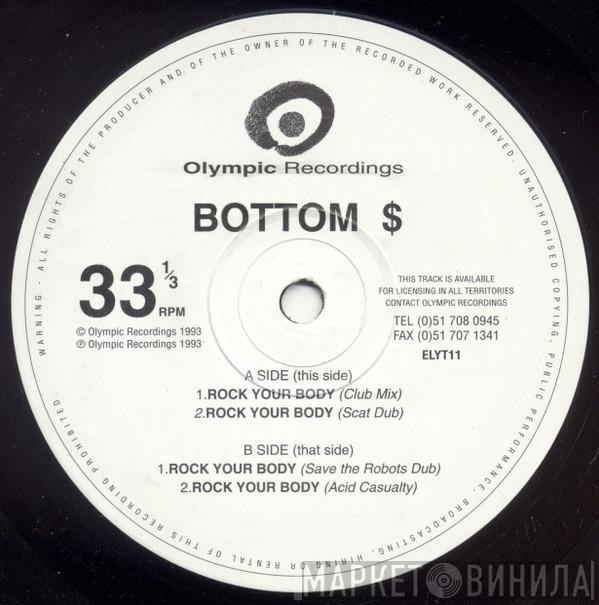 WARNING - ALL RIGHTS OF THE PRODUCER AND OF THE OWNER OF THE RECORDED WORK RESERVED. UNAUTHORISED COPYING, PUBLIC PERFORMANCE, BROADCASTING, HIRING OR RENTAL OF THIS RECORDING PROHIBITED.
Olympic Recordings
BOTTOM $
33 1/3 RPM
© Olympic Recordings 1993
℗ Olympic Recordings 1993
THIS TRACK IS AVAILABLE
FOR LICENSING IN ALL TERRITORIES
CONTACT OLYMPIC RECORDINGS
TEL (0)51 708 0945
FAX (0)51 707 1341
ELYT11
A SIDE (this side)
1.ROCK YOUR BODY (Club Mix)
2.ROCK YOUR BODY (Scat Dub)
B SIDE (that side)
1.ROCK YOUR BODY (Save the Robots Dub)
2.ROCK YOUR BODY (Acid Casualty)
МАРКЕТ ВИНИЛА